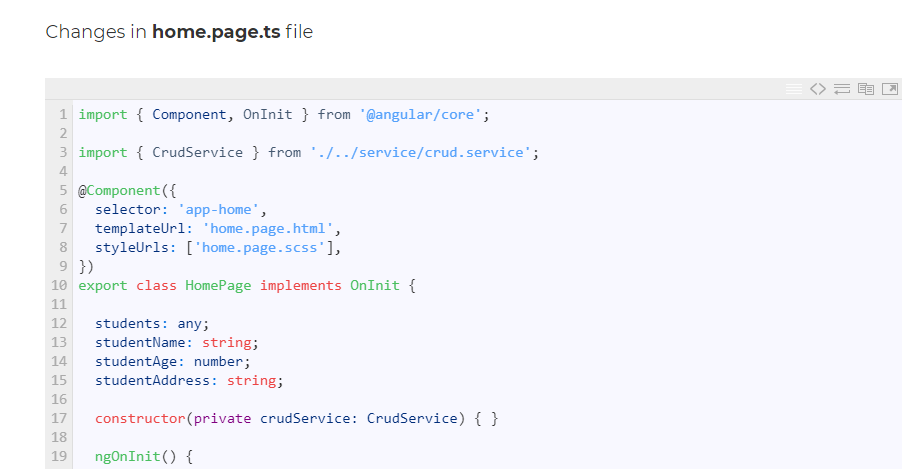 Changes in home.page.ts file
1 import { Component, OnInit } from '@angular/core';
2
3 import { CrudService } from './../service/crud.service';
4
5 @Component({
6   selector: 'app-home',
7   templateUrl: 'home.page.html',
8   styleUrls: ['home.page.scss'],
9 })
10 export class HomePage implements OnInit {
11
12   students: any;
13   studentName: string;
14   studentAge: number;
15   studentAddress: string;
16
17   constructor(private crudService: CrudService) { }
18
19   ngOnInit() {